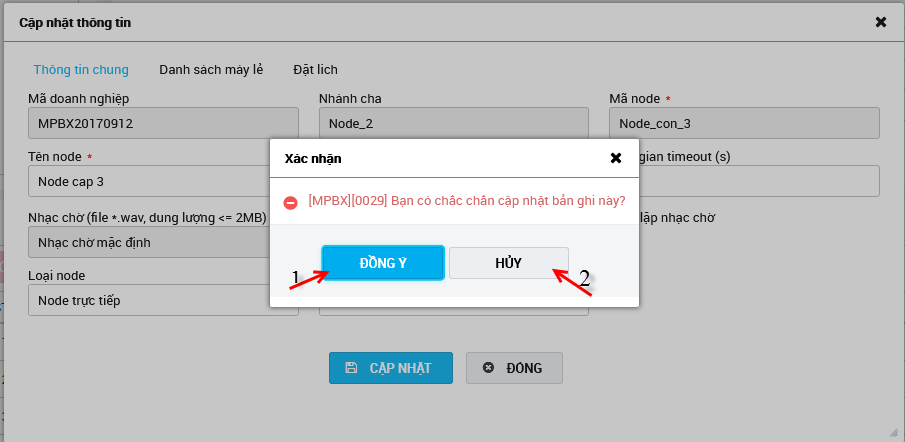 Cập nhật thông tin
Thông tin chung Danh sách máy lẻ Đặt lich
Mã doanh nghiệp Nhánh cha Mã node *
MPBX20170912 Node_2 Node_con_3
Xác nhận
Tên node * gian timeout (s)
Node cap 3
[MPBX][0029] Bạn có chắc chắn cập nhật bản ghi này?
Nhạc chờ (file *.wav, dung lượng <= 2MB) lặp nhạc chờ
Nhạc chờ mặc định
1 ĐỒNG Ý HỦY 2
Loại node
Node trực tiếp
CẬP NHẬT ĐÓNG